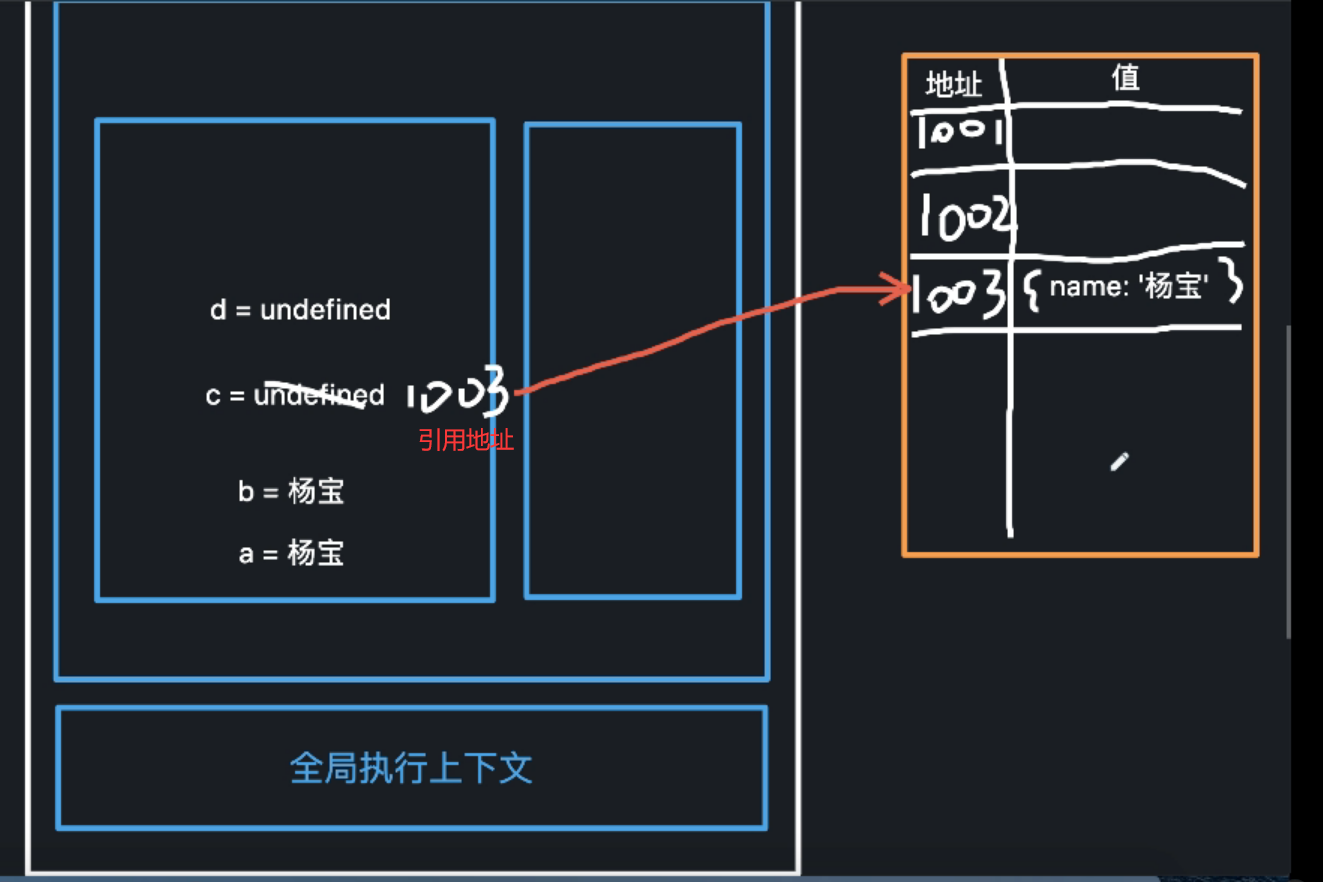 地址 值
1001
1002
1003 { name: '杨宝' }
d = undefined
c = undefined 1003
引用地址
b = 杨宝
a = 杨宝
全局执行上下文